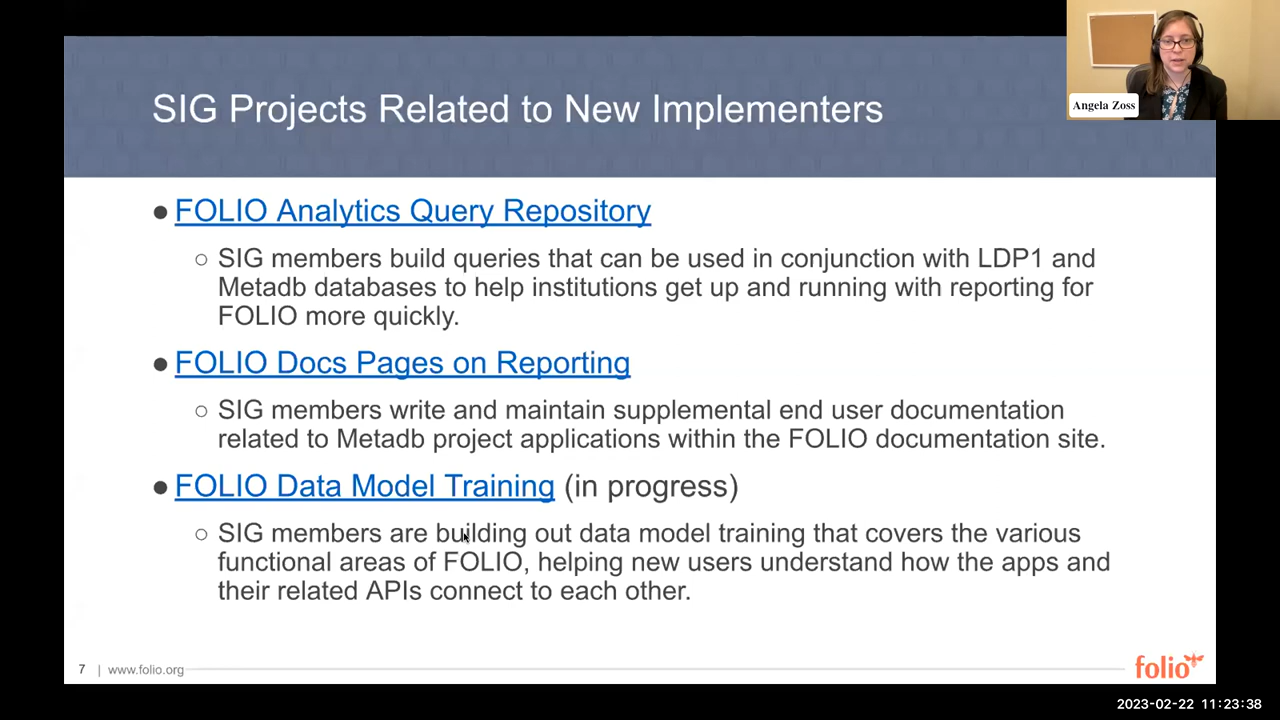 SIG Projects Related to New Implementers
Angela Zoss
● FOLIO Analytics Query Repository
○ SIG members build queries that can be used in conjunction with LDP1 and
Metadb databases to help institutions get up and running with reporting for
FOLIO more quickly.
● FOLIO Docs Pages on Reporting
○ SIG members write and maintain supplemental end user documentation
related to Metadb project applications within the FOLIO documentation site.
● FOLIO Data Model Training (in progress)
○ SIG members are building out data model training that covers the various
functional areas of FOLIO, helping new users understand how the apps and
their related APIs connect to each other.
7 | www.folio.org
folio
2023-02-22 11:23:38